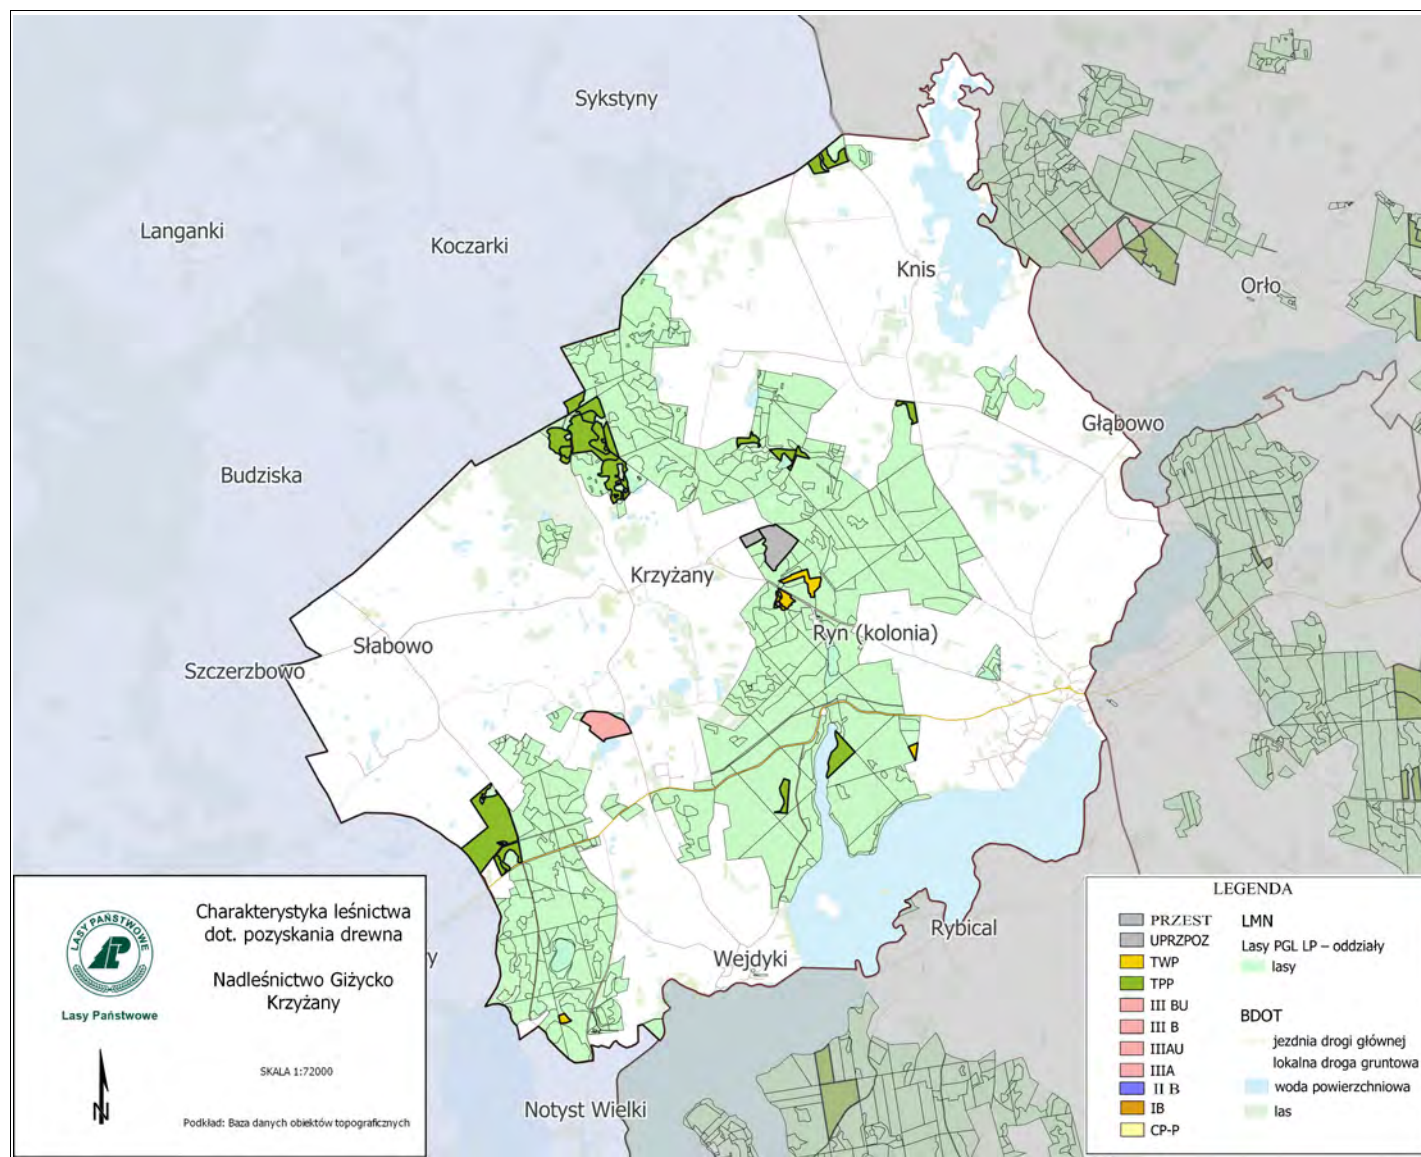 Sykstyny
Langanki
Koczarki
Knis
Orło
Głąbowo
Budziska
Krzyżany
Ryn (kolonia)
Słabowo
Szczerzbowo
Rybical
Wejdyki
y
Notyst Wielki
LASY PAŃSTWOWE
Lasy Państwowe
N
Charakterystyka leśnictwa
dot. pozyskania drewna
Nadleśnictwo Giżycko
Krzyżany
SKALA 1:72000
Podkład: Baza danych obiektów topograficznych
LEGENDA
PRZEST
UPRZPOZ
TWP
TPP
III BU
III B
IIIAU
IIIA
II B
IB
CP-P
LMN
Lasy PGL LP – oddziały
lasy
BDOT
jezdnia drogi głównej
lokalna droga gruntowa
woda powierzchniowa
las